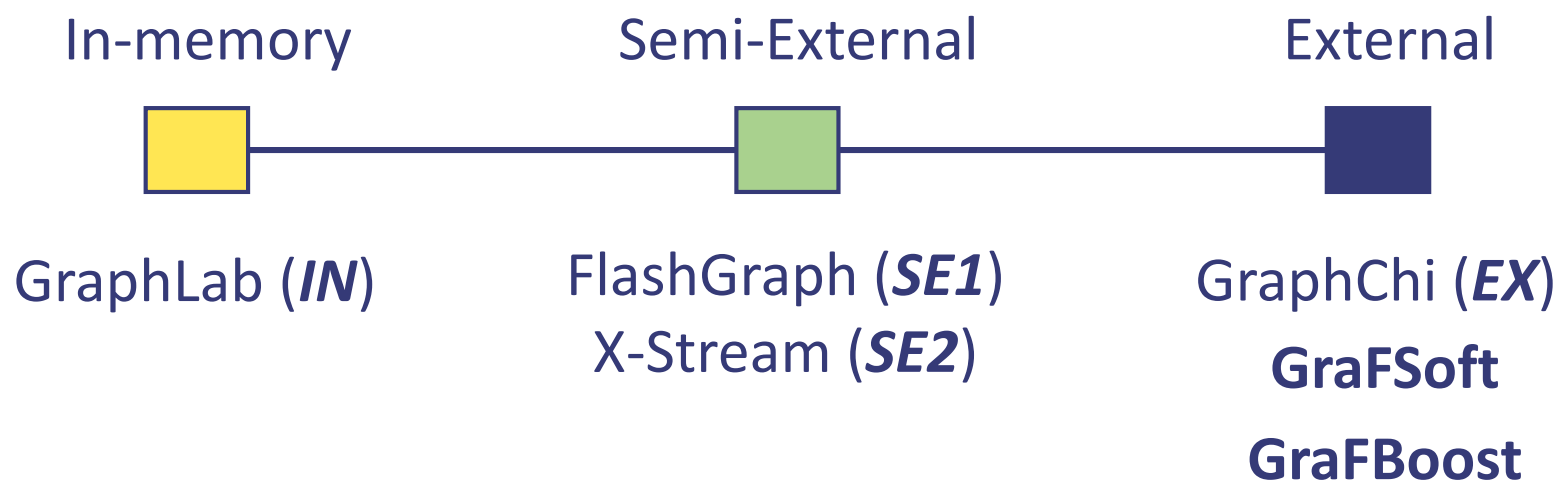 In-memory
Semi-External
External
GraphLab (IN)
FlashGraph (SE1)
X-Stream (SE2)
GraphChi (EX)
GraFSoft
GraFBoost